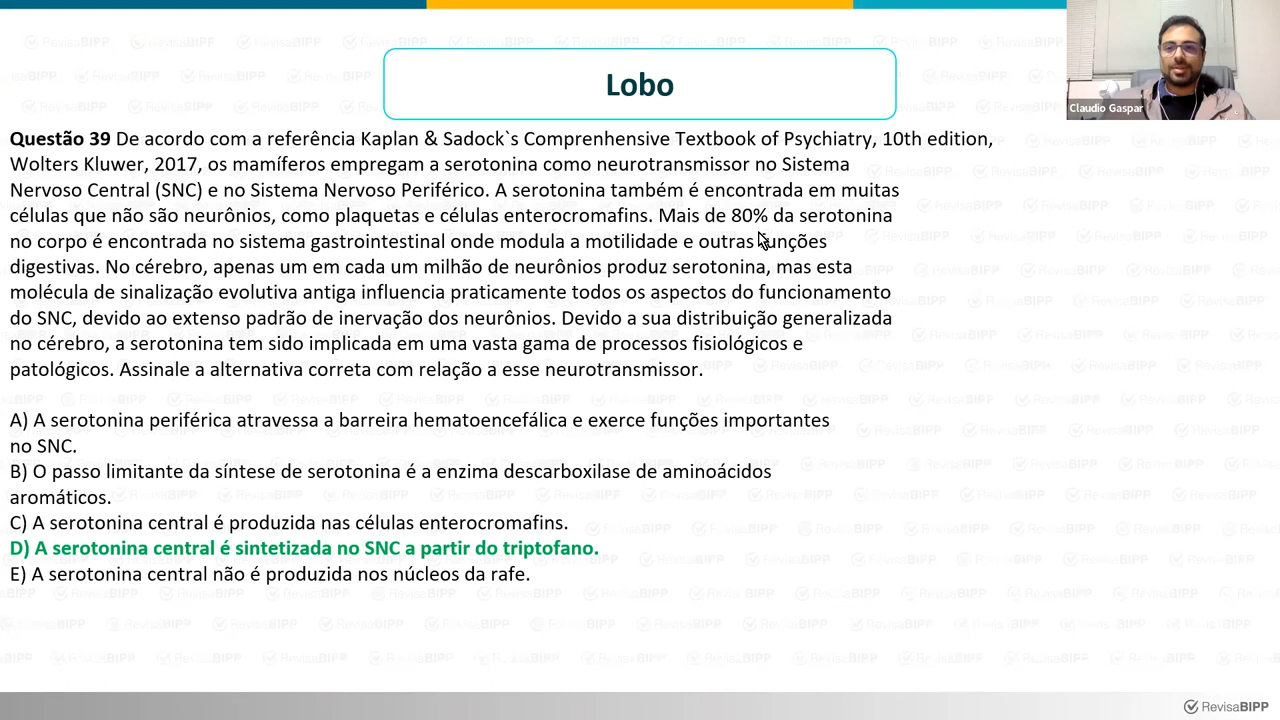 Lobo
Claudio Gaspar
Questão 39 De acordo com a referência Kaplan & Sadock`s Comprenhensive Textbook of Psychiatry, 10th edition,
Wolters Kluwer, 2017, os mamíferos empregam a serotonina como neurotransmissor no Sistema
Nervoso Central (SNC) e no Sistema Nervoso Periférico. A serotonina também é encontrada em muitas
células que não são neurônios, como plaquetas e células enterocromafins. Mais de 80% da serotonina
no corpo é encontrada no sistema gastrointestinal onde modula a motilidade e outras funções
digestivas. No cérebro, apenas um em cada um milhão de neurônios produz serotonina, mas esta
molécula de sinalização evolutiva antiga influencia praticamente todos os aspectos do funcionamento
do SNC, devido ao extenso padrão de inervação dos neurônios. Devido a sua distribuição generalizada
no cérebro, a serotonina tem sido implicada em uma vasta gama de processos fisiológicos e
patológicos. Assinale a alternativa correta com relação a esse neurotransmissor.
A) A serotonina periférica atravessa a barreira hematoencefálica e exerce funções importantes
no SNC.
B) O passo limitante da síntese de serotonina é a enzima descarboxilase de aminoácidos
aromáticos.
C) A serotonina central é produzida nas células enterocromafins.
D) A serotonina central é sintetizada no SNC a partir do triptofano.
E) A serotonina central não é produzida nos núcleos da rafe.
RevisaBIPP